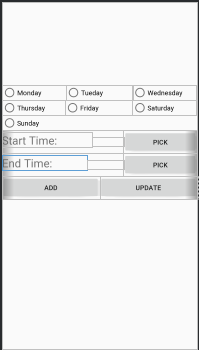 Monday Tueday Wednesday
Thursday Friday Saturday
Sunday
Start Time: PICK
End Time: PICK
ADD UPDATE